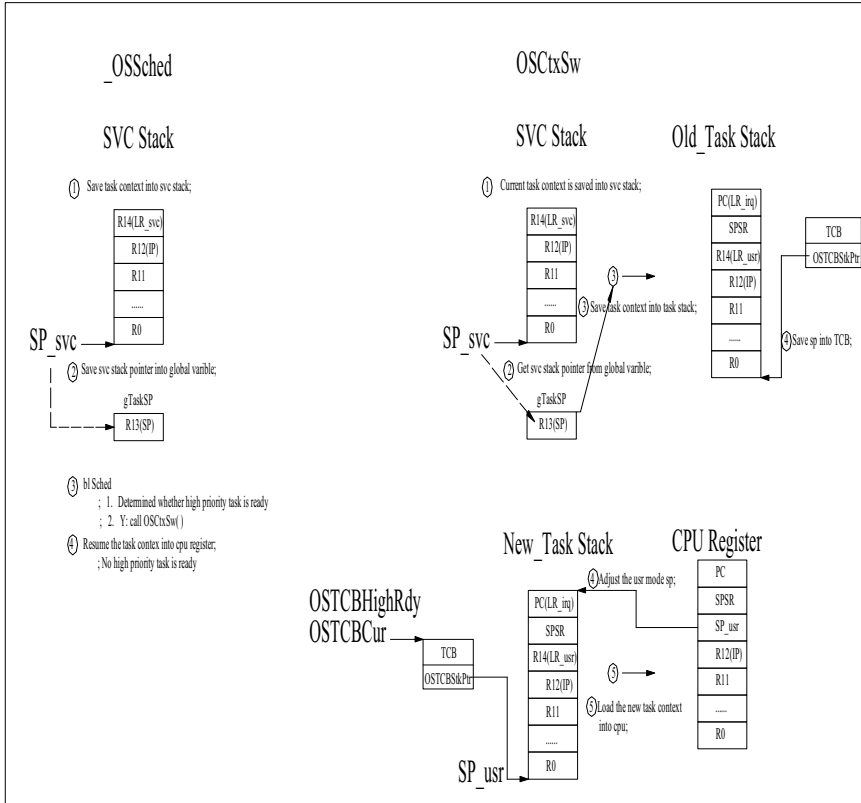 _OSSched
SVC Stack
① Save task context into svc stack;
R14(LR_svc)
R12(IP)
R11
......
R0
SP_svc
② Save svc stack pointer into global varible;
gTaskSP
R13(SP)
③ bl Sched
; 1. Determined whether high priority task is ready
; 2. Y: call OSCtxSw( )
④ Resume the task contex into cpu register;
; No high priority task is ready
OSCtxSw
SVC Stack
① Current task context is saved into svc stack;
R14(LR_svc)
R12(IP)
R11
......
R0
SP_svc
② Get svc stack pointer from global varible;
gTaskSP
R13(SP)
③
③ Save task context into task stack;
Old_Task Stack
PC(LR_irq)
SPSR
R14(LR_usr)
R12(IP)
R11
......
R0
TCB
OSTCBStkPtr
④ Save sp into TCB;
OSTCBHighRdy
OSTCBCur
TCB
OSTCBStkPtr
SP_usr
New_Task Stack
PC(LR_irq)
SPSR
R14(LR_usr)
R12(IP)
R11
......
R0
④ Adjust the usr mode sp;
⑤
⑤ Load the new task context
into cpu;
CPU Register
PC
SPSR
SP_usr
R12(IP)
R11
......
R0